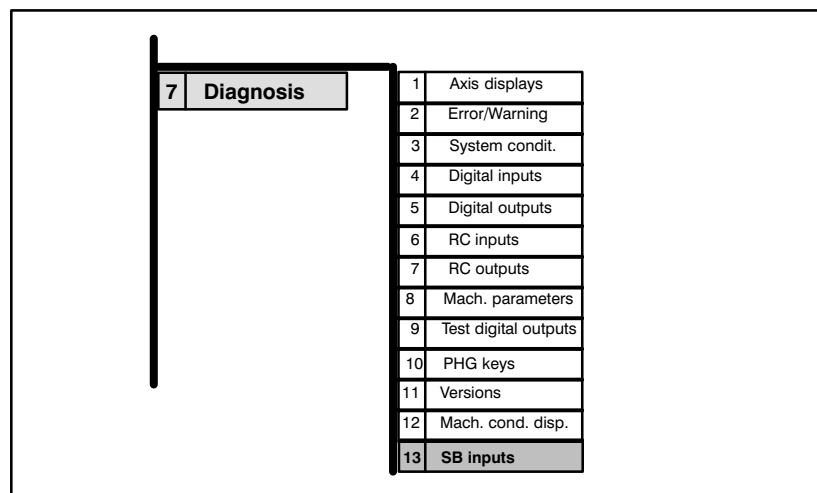 7 Diagnosis
1 Axis displays
2 Error/Warning
3 System condit.
4 Digital inputs
5 Digital outputs
6 RC inputs
7 RC outputs
8 Mach. parameters
9 Test digital outputs
10 PHG keys
11 Versions
12 Mach. cond. disp.
13 SB inputs